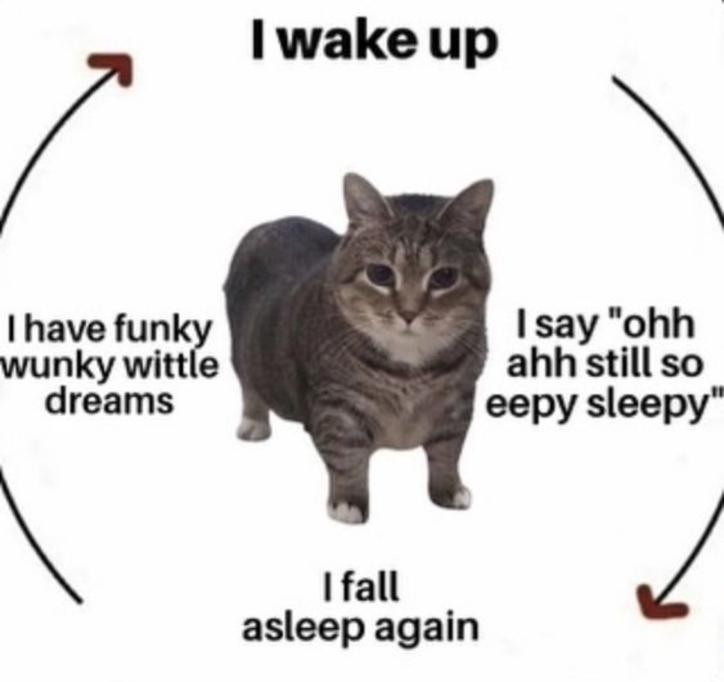 I wake up
I say "ohh
ahh still so
eepy sleepy"
I fall
asleep again
I have funky
wunky wittle
dreams